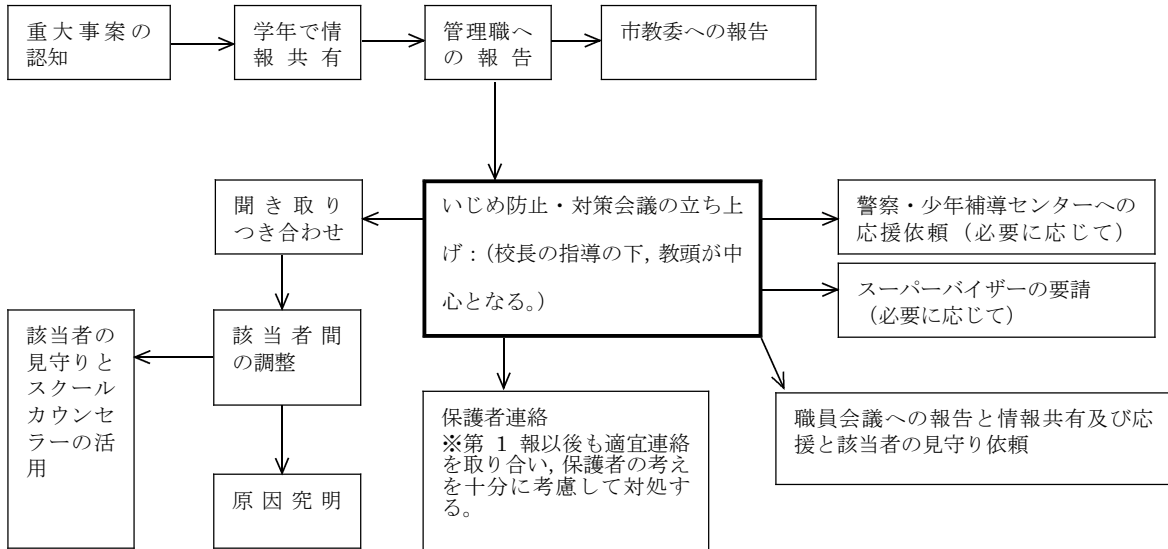 重大事案の
認知
学年で情
報共有
管理職へ
の報告
市教委への報告
聞き取り
つき合わせ
いじめ防止・対策会議の立ち上
げ：(校長の指導の下,教頭が中
心となる。)
警察・少年補導センターへの
応援依頼（必要に応じて）
スーパーバイザーの要請
（必要に応じて）
該当者の
見守りと
スクール
カウンセ
ラーの活
用
該当者間
の調整
保護者連絡
※第 1 報以後も適宜連絡
を取り合い,保護者の考え
を十分に考慮して対処す
る。
職員会議への報告と情報共有及び応
援と該当者の見守り依頼
原因究明